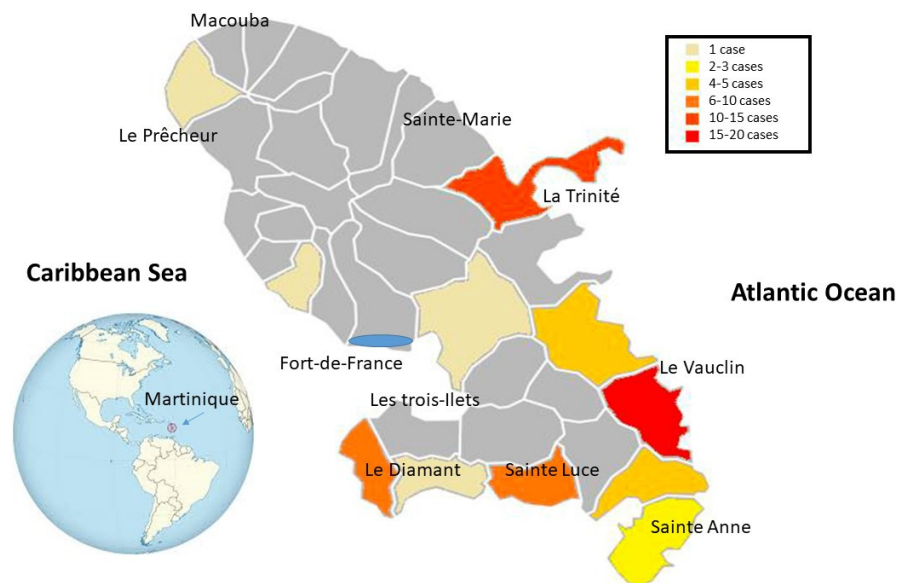 Macouba
1 case
2-3 cases
4-5 cases
6-10 cases
10-15 cases
15-20 cases
Sainte-Marie
Le Prêcheur
La Trinité
Caribbean Sea
Atlantic Ocean
Fort-de-France
Le Vauclin
Martinique
Les trois-Ilets
Le Diamant
Sainte Luce
Sainte Anne